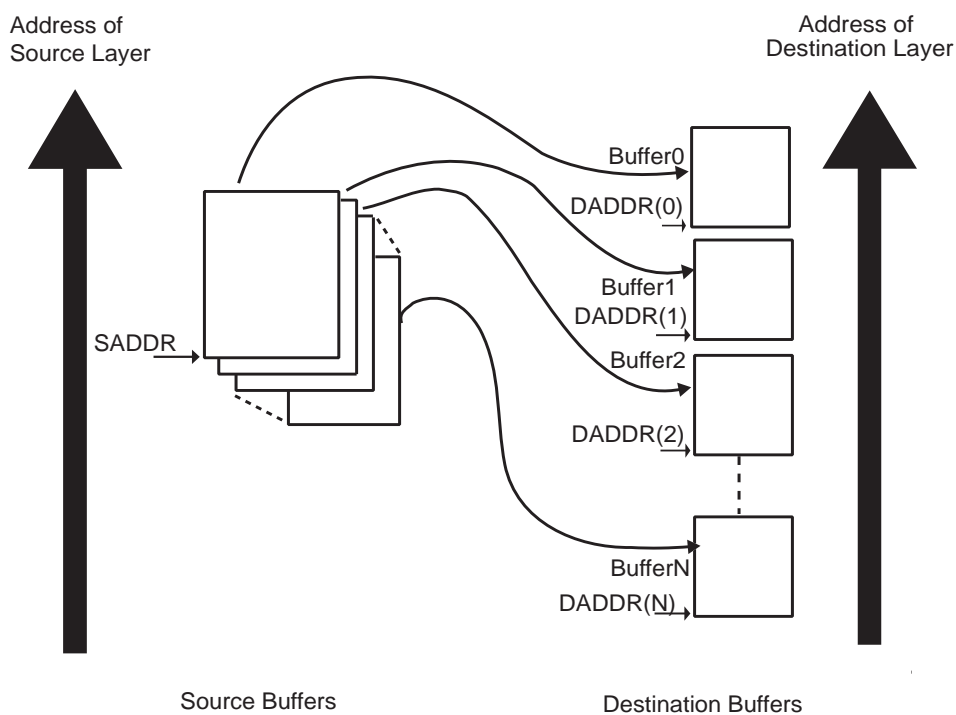 Address of
Source Layer
Address of
Destination Layer
Buffer0
DADDR(0)
Buffer1
DADDR(1)
SADDR
Buffer2
DADDR(2)
BufferN
DADDR(N)
Source Buffers
Destination Buffers